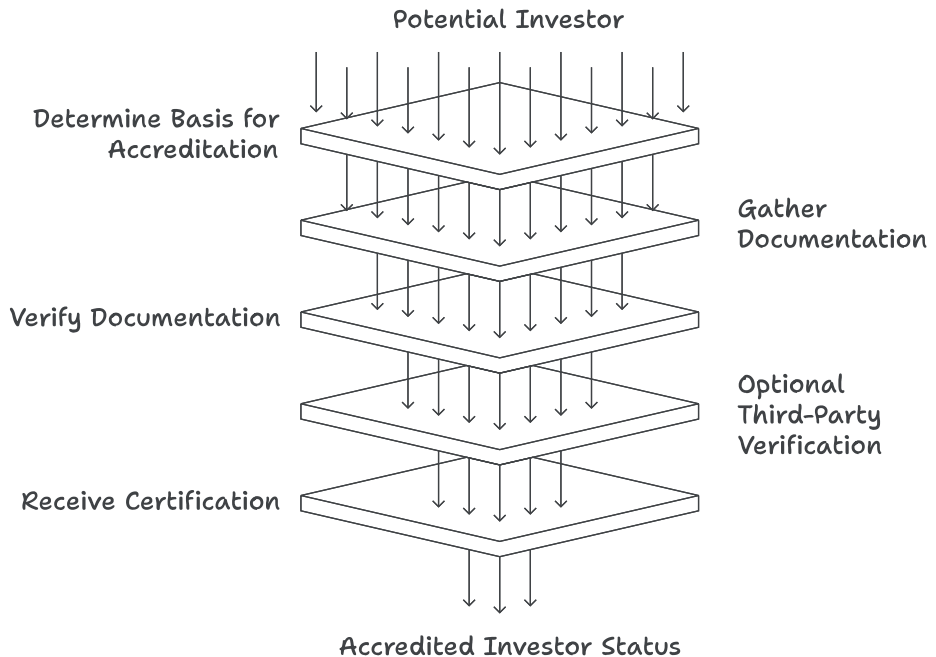 Potential Investor
Determine Basis for
Accreditation
Gather
Documentation
Verify Documentation
Optional
Third-Party
Verification
Receive Certification
Accredited Investor Status